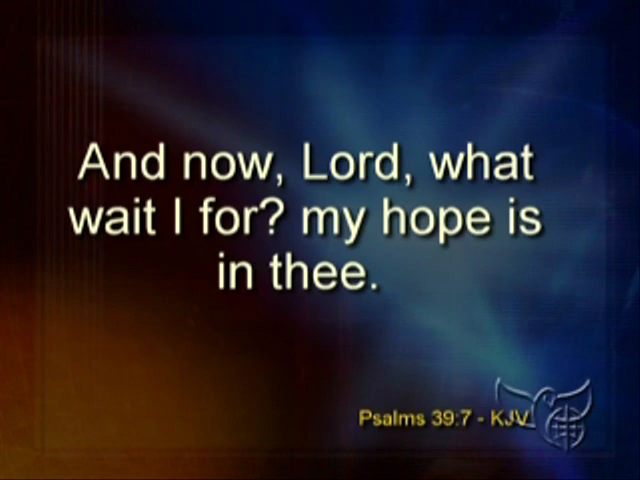 And now, Lord, what
wait I for? my hope is
in thee.
Psalms 39:7 - KJV